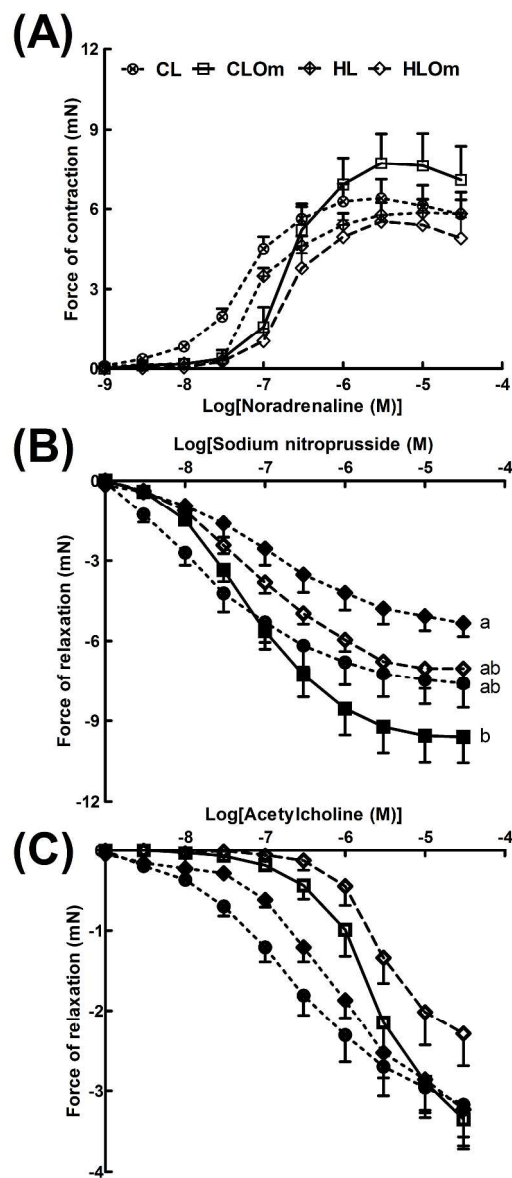 (A)
12
CL CLOm HL HLOm
9
6
3
0
Force of contraction (mN)
-9 -8 -7 -6 -5 -4
Log[Noradrenaline (M)]
(B)
Log[Sodium nitroprusside (M)
-8 -7 -6 -5 -4
0
-3
-6
-9
-12
Force of relaxation (mN)
a
ab
ab
b
(C)
Log[Acetylcholine (M)]
-8 -7 -6 -5 -4
0
-1
-2
-3
-4
Force of relaxation (mN)